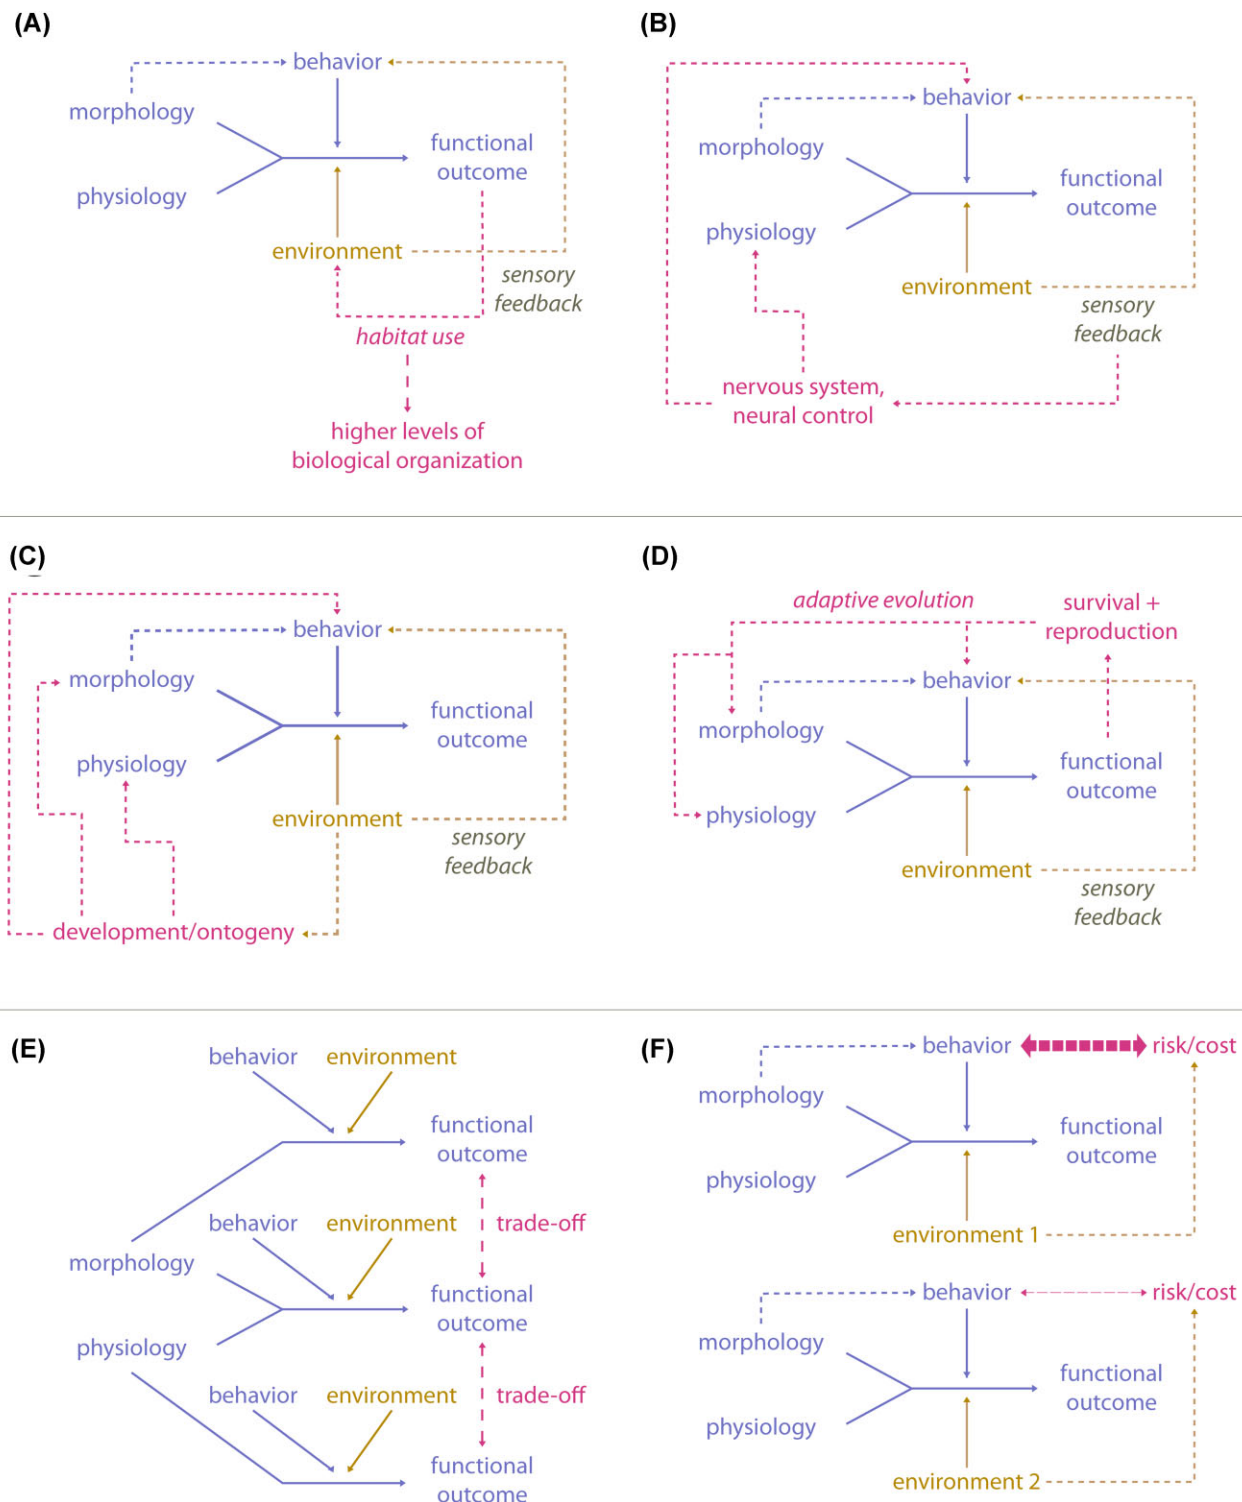 (A)
behavior
morphology
functional
outcome
physiology
environment
sensory
feedback
habitat use
higher levels of
biological organization
(B)
behavior
morphology
functional
outcome
physiology
environment
sensory
feedback
nervous system,
neural control
(C)
behavior
morphology
functional
outcome
physiology
environment
sensory
feedback
development/ontogeny
(D)
adaptive evolution
survival +
reproduction
behavior
morphology
functional
outcome
physiology
environment
sensory
feedback
(E)
behavior environment
functional
outcome
behavior environment
trade-off
morphology
functional
outcome
physiology
behavior environment
trade-off
functional
outcome
(F)
behavior risk/cost
morphology
functional
outcome
physiology
environment 1
behavior risk/cost
morphology
functional
outcome
physiology
environment 2